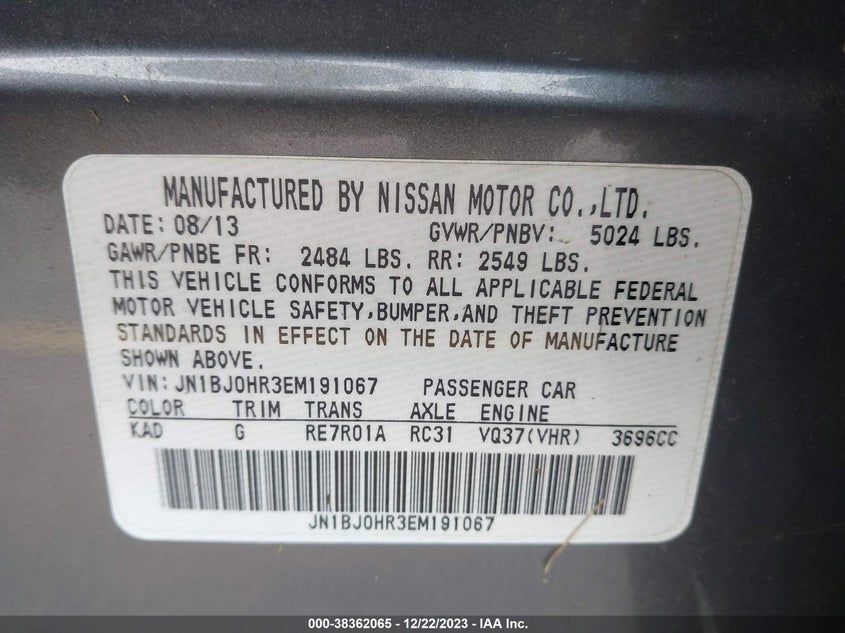 MANUFACTURED BY NISSAN MOTOR CO.,LTD.
DATE: 08/13 GVWR/PNBV: 5024 LBS.
GAWR/PNBE FR: 2484 LBS. RR: 2549 LBS.
THIS VEHICLE CONFORMS TO ALL APPLICABLE FEDERAL
MOTOR VEHICLE SAFETY,BUMPER,AND THEFT PREVENTION
STANDARDS IN EFFECT ON THE DATE OF MANUFACTURE
SHOWN ABOVE.
VIN: JN1BJ0HR3EM191067 PASSENGER CAR
COLOR TRIM TRANS AXLE ENGINE
KAD G RE7R01A RC31 VQ37(VHR) 3696CC
JN1BJ0HR3EM191067
000-38362065 - 12/22/2023 - IAA Inc.